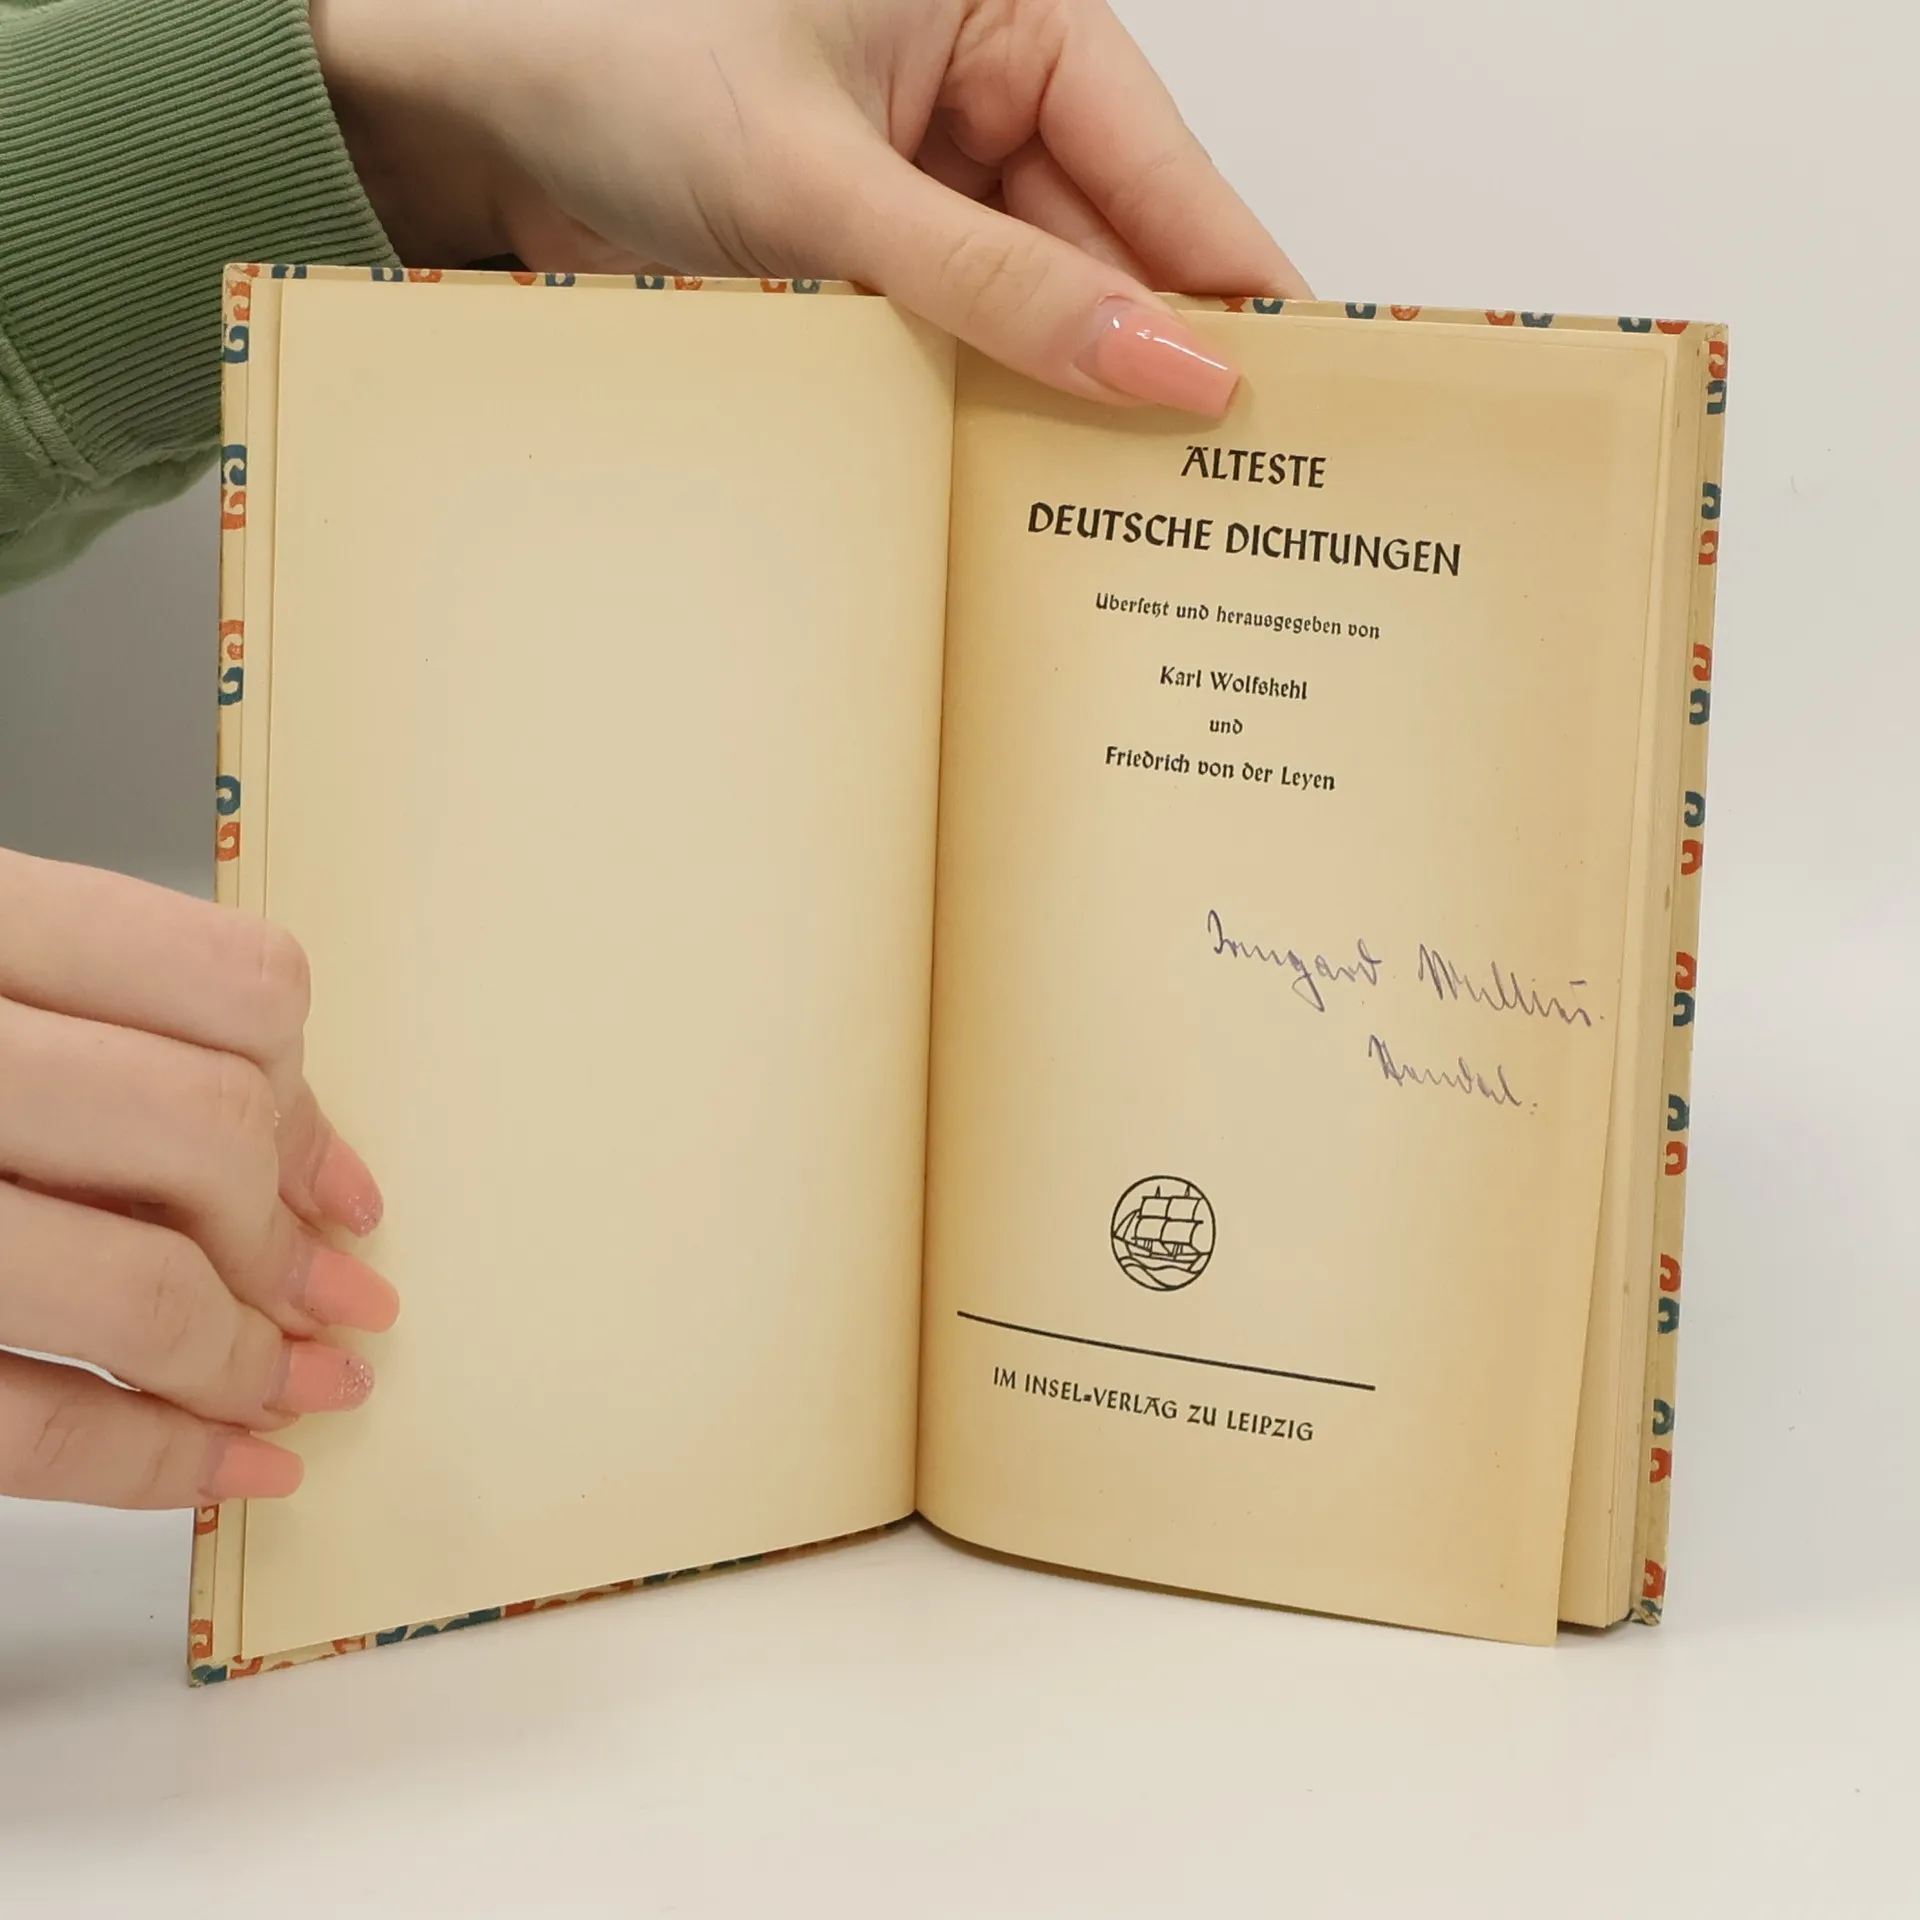 ÄLTESTE
DEUTSCHE DICHTUNGEN
Überſetzt und herausgegeben von
Karl Wolfskehl
und
Friedrich von der Leyen
Irmgard
IM INSEL-VERLAG ZU LEIPZIG